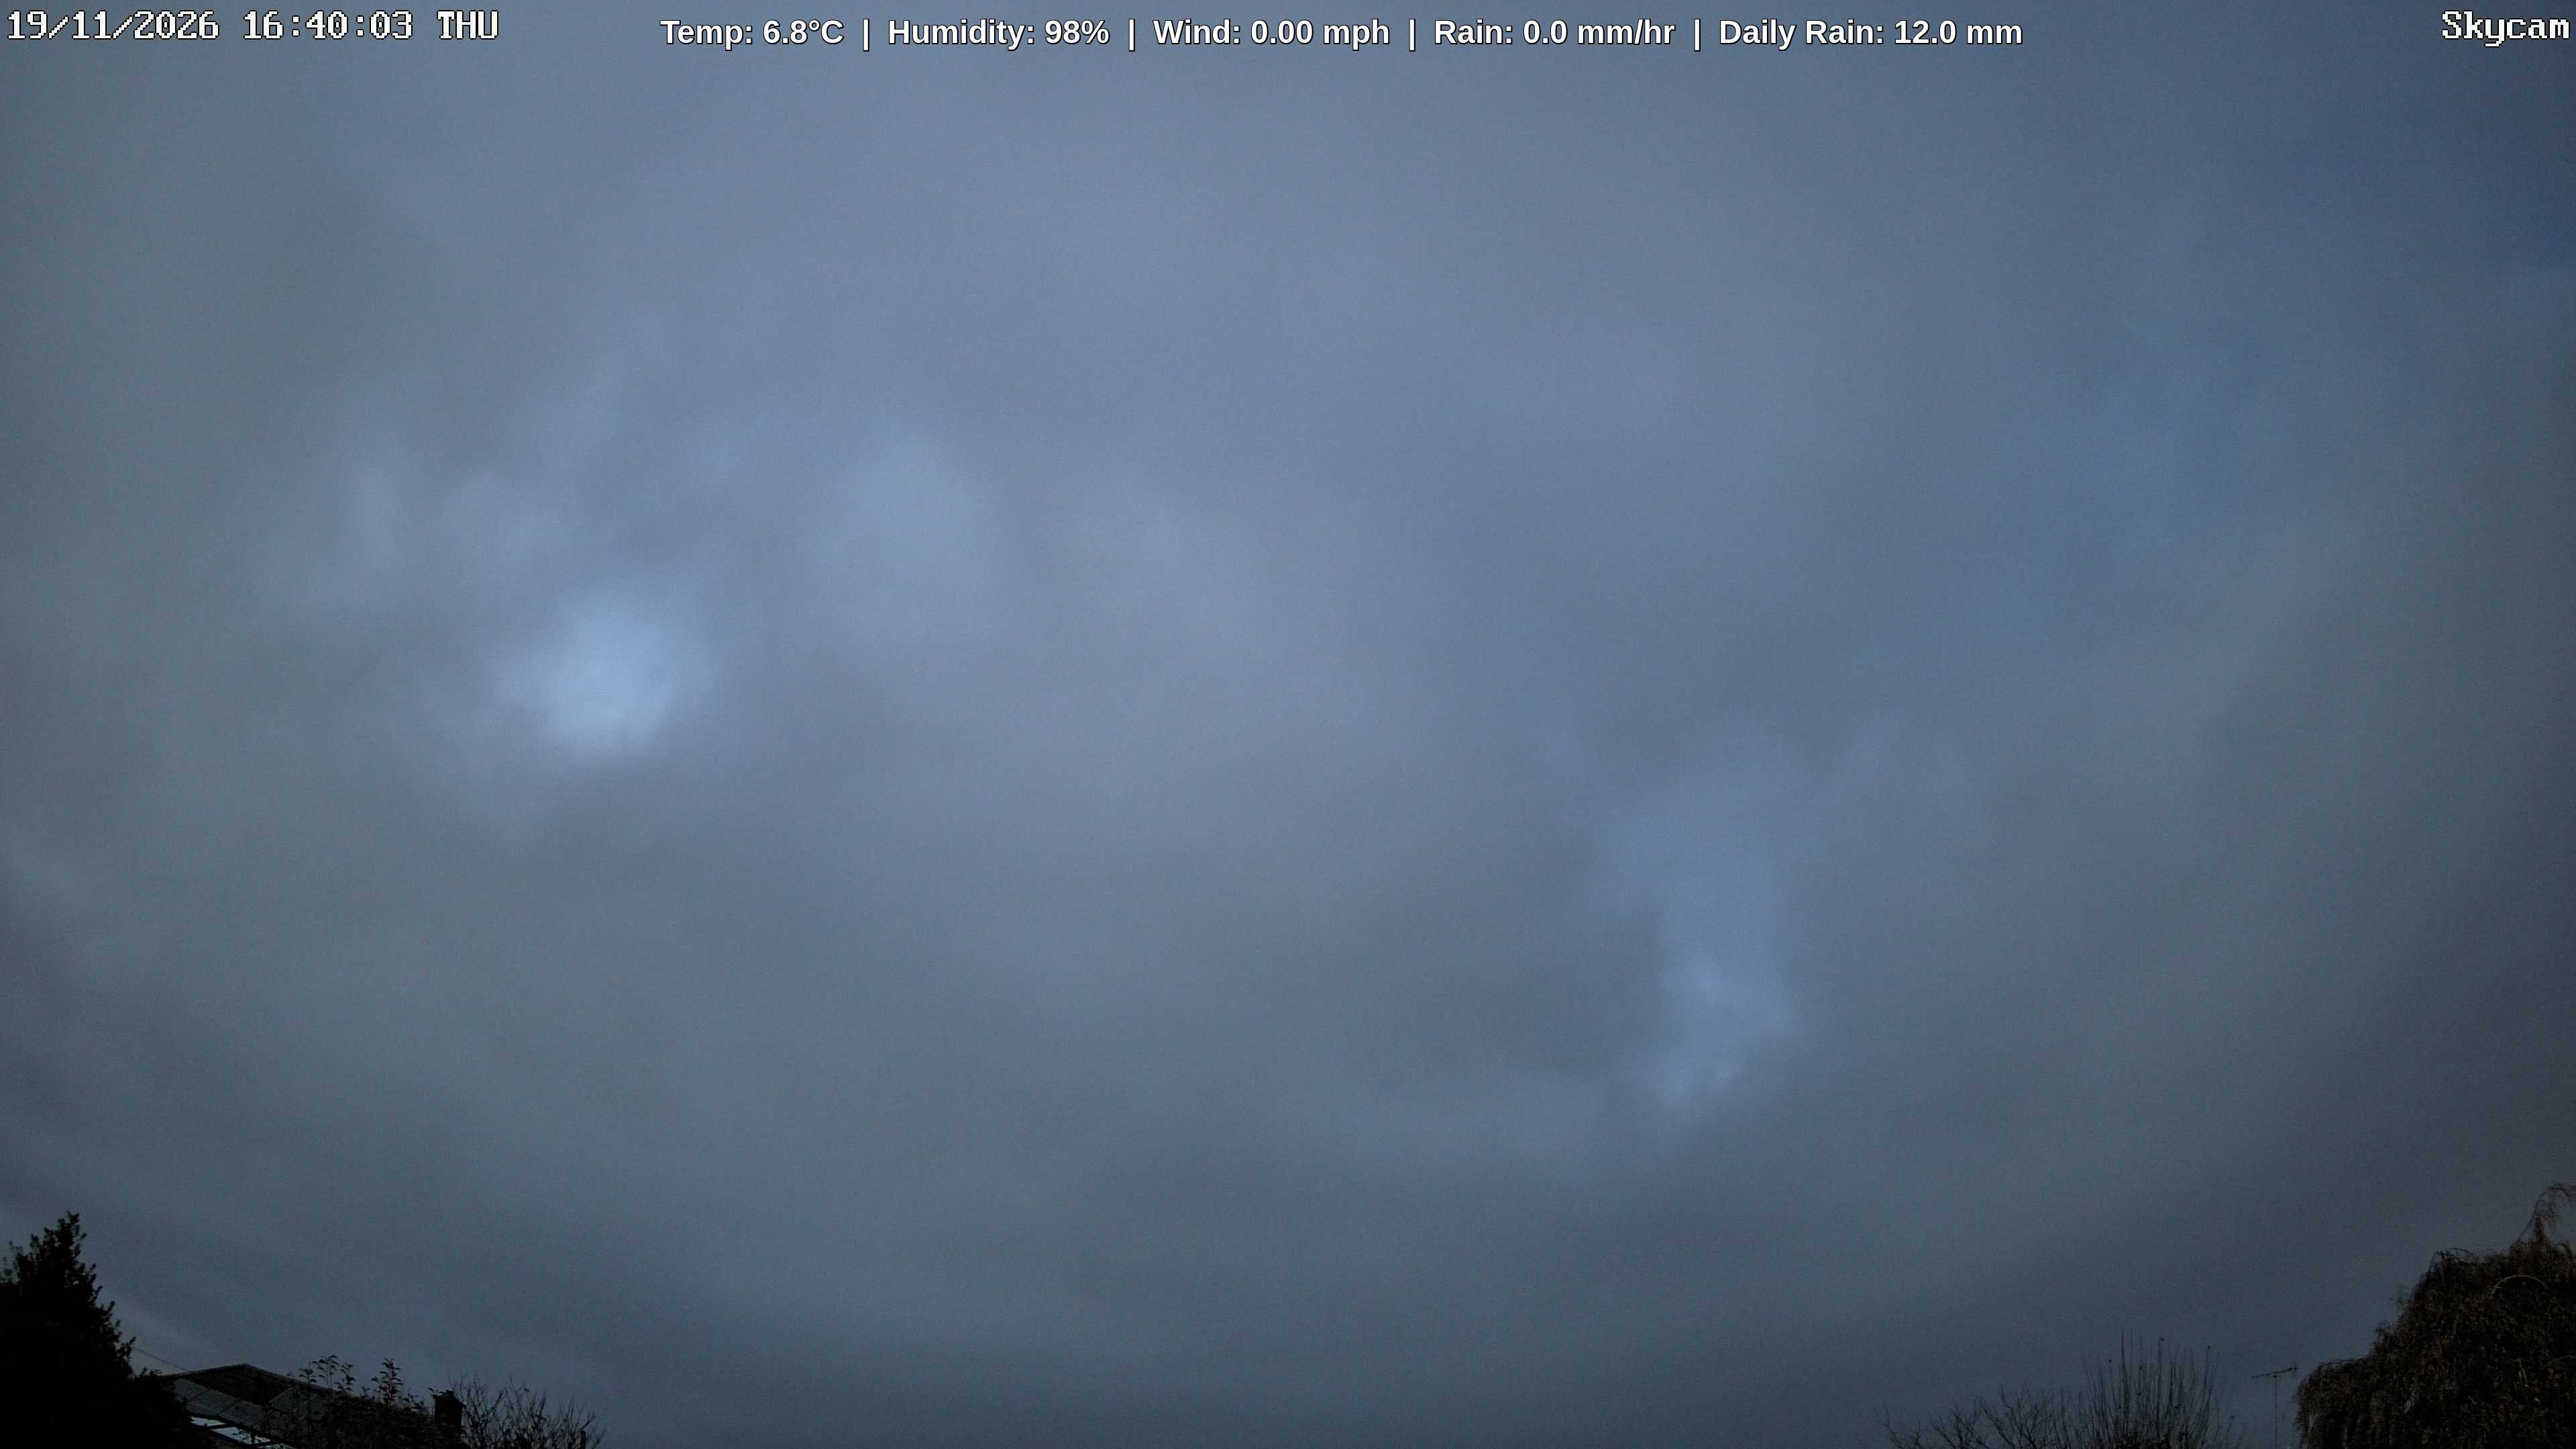 19/11/2026 16:40:03 THU
Temp: 6.8°C | Humidity: 98% | Wind: 0.00 mph | Rain: 0.0 mm/hr | Daily Rain: 12.0 mm
Skycam